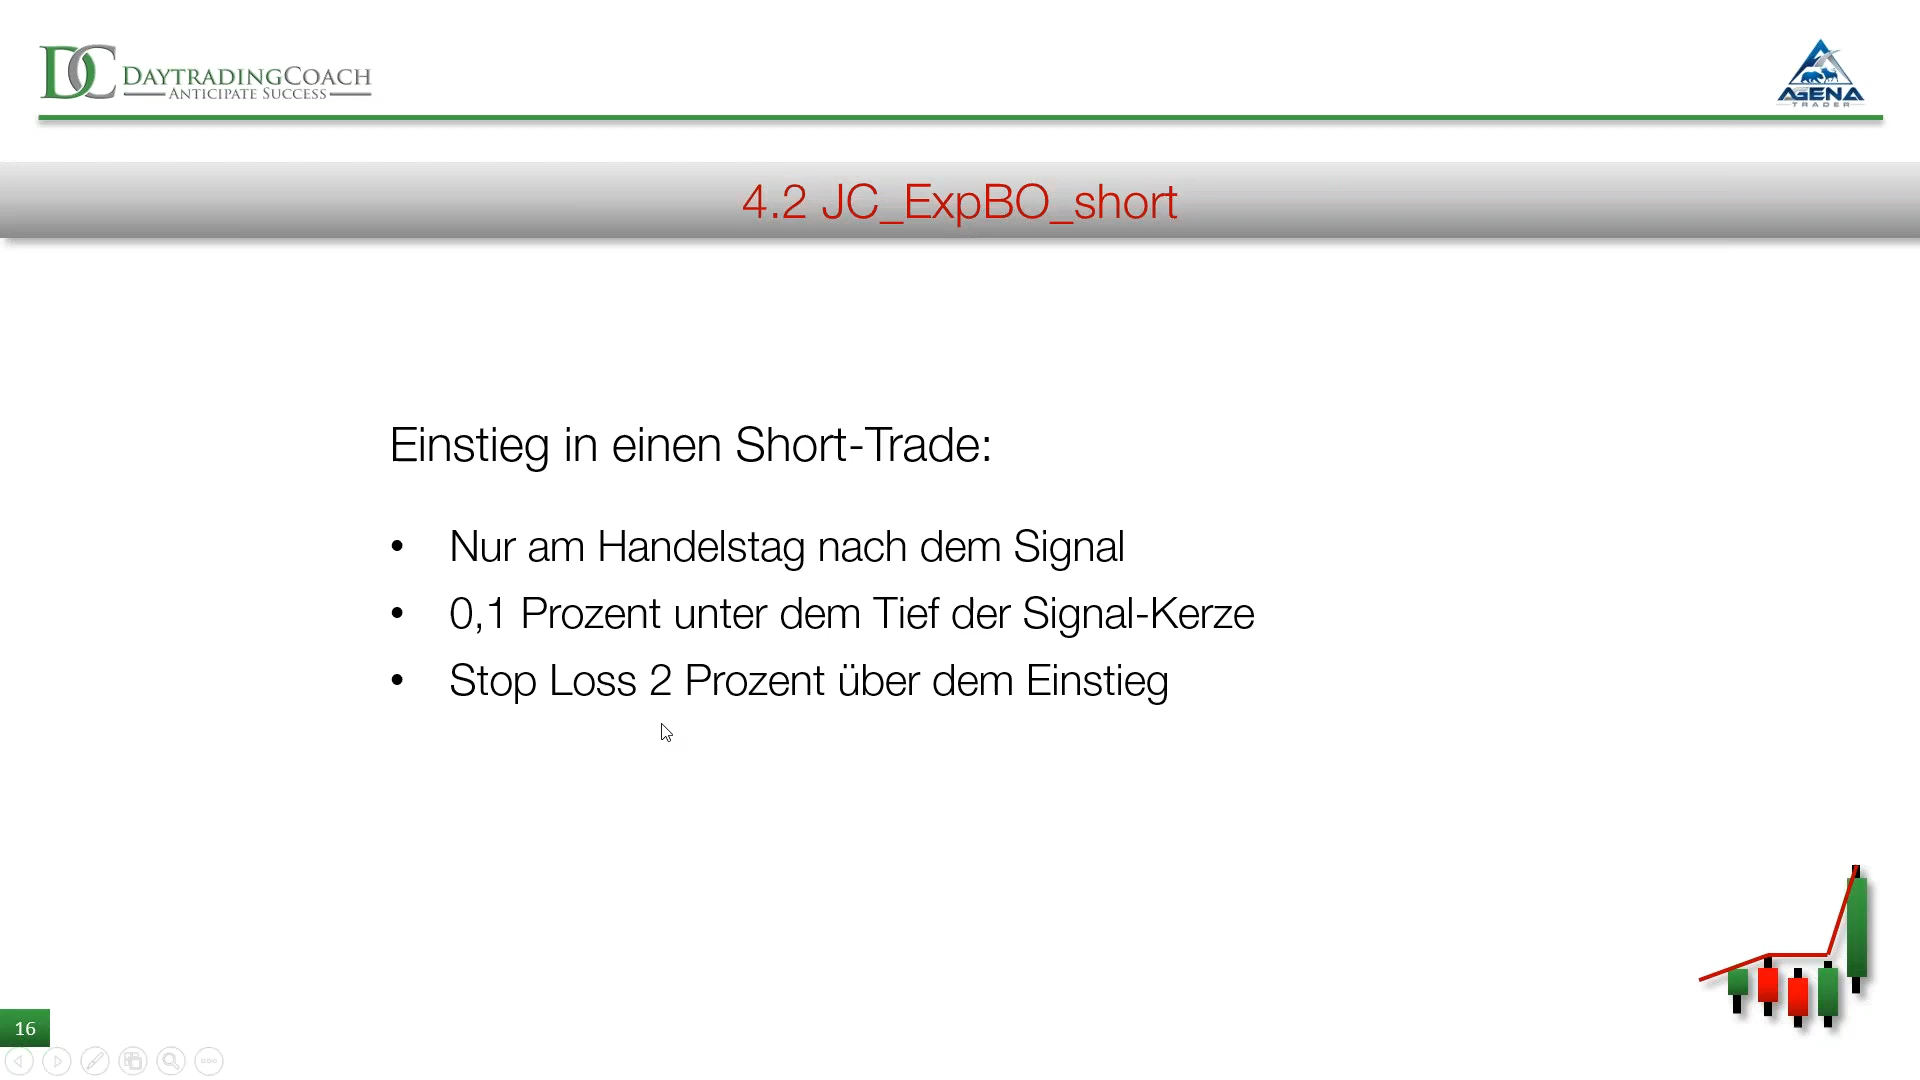 DC DAYTRADINGCOACH
ANTICIPATE SUCCESS
AGENA
TRADER
4.2 JC_ExpBO_short
Einstieg in einen Short-Trade:
• Nur am Handelstag nach dem Signal
• 0,1 Prozent unter dem Tief der Signal-Kerze
• Stop Loss 2 Prozent über dem Einstieg
16